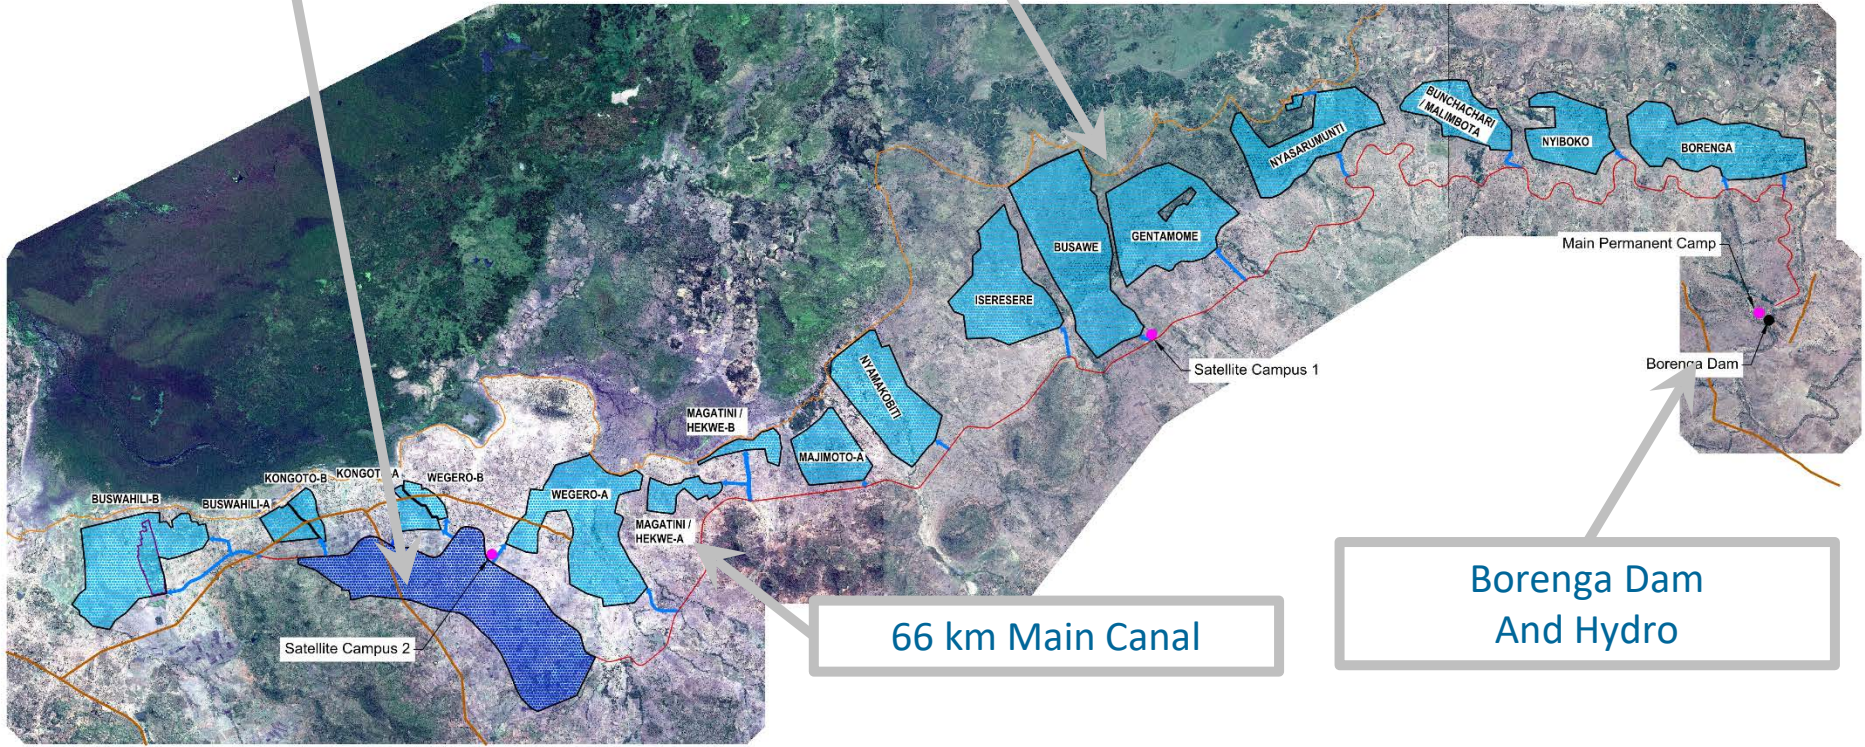 BUNCHACHARI
/ MALIMBOTA
NYASARUMUNTI
NYIBOKO
BORENGA
GENTAMOME
BUSAWE
ISERESERE
Main Permanent Camp
Borenga Dam
Satellite Campus 1
NYAMAKOBITI
MAGATINI /
HEKWE-B
MAJIMOTO-A
KONGOTO-B
WEGERO-B
BUSWAHILI-B
BUSWAHILI-A
WEGERO-A
MAGATINI /
HEKWE-A
Satellite Campus 2
66 km Main Canal
Borenga Dam
And Hydro